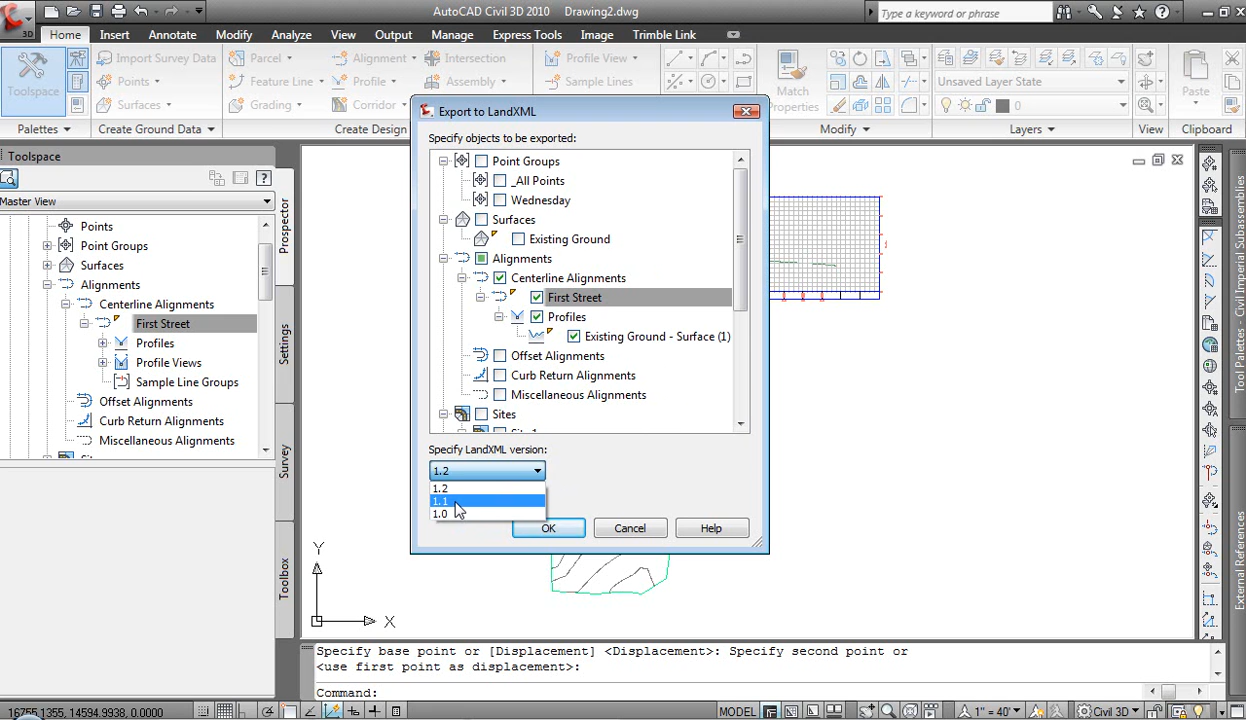 AutoCAD Civil 3D 2010 Drawing2.dwg
Type a keyword or phrase
3D
Home Insert Annotate Modify Analyze View Output Manage Express Tools Image Trimble Link
Toolspace
Import Survey Data
Points
Surfaces
Parcel
Feature Line
Grading
Alignment
Profile
Corridor
Intersection
Assembly
Profile View
Sample Lines
Match
Properties
Unsaved Layer State
0
Paste
Palettes
Create Ground Data
Create Design
Modify
Layers
View
Clipboard
Toolspace
Master View
Points
Point Groups
Surfaces
Alignments
Centerline Alignments
First Street
Profiles
Profile Views
Sample Line Groups
Offset Alignments
Curb Return Alignments
Miscellaneous Alignments
Prospector
Settings
Survey
Toolbox
Export to LandXML
Specify objects to be exported:
Point Groups
_All Points
Wednesday
Surfaces
Existing Ground
Alignments
Centerline Alignments
First Street
Profiles
Existing Ground - Surface (1)
Offset Alignments
Curb Return Alignments
Miscellaneous Alignments
Sites
Specify LandXML version:
1.2
1.2
1.1
1.0
OK Cancel Help
Y
X
Tool Palettes - Civil Imperial Subassemblies
External References
Specify base point or [Displacement] <Displacement>: Specify second point or
<use first point as displacement>:
Command:
16755.1355, 14594.9938, 0.0000
MODEL
1" = 40'
Civil 3D